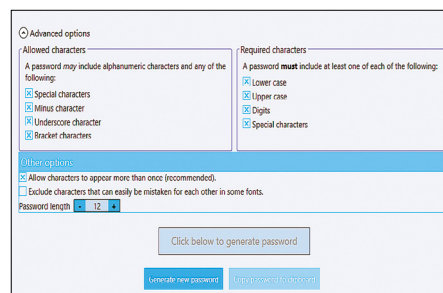 Advanced options
Allowed characters
A password may include alphanumeric characters and any of the
following:
Special characters
Minus character
Underscore character
Bracket characters
Required characters
A password must include at least one of each of the following:
Lower case
Upper case
Digits
Special characters
Other options
Allow characters to appear more than once (recommended).
Exclude characters that can easily be mistaken for each other in some fonts.
Password length - 12 +
Click below to generate password
Generate new password
Copy password to clipboard